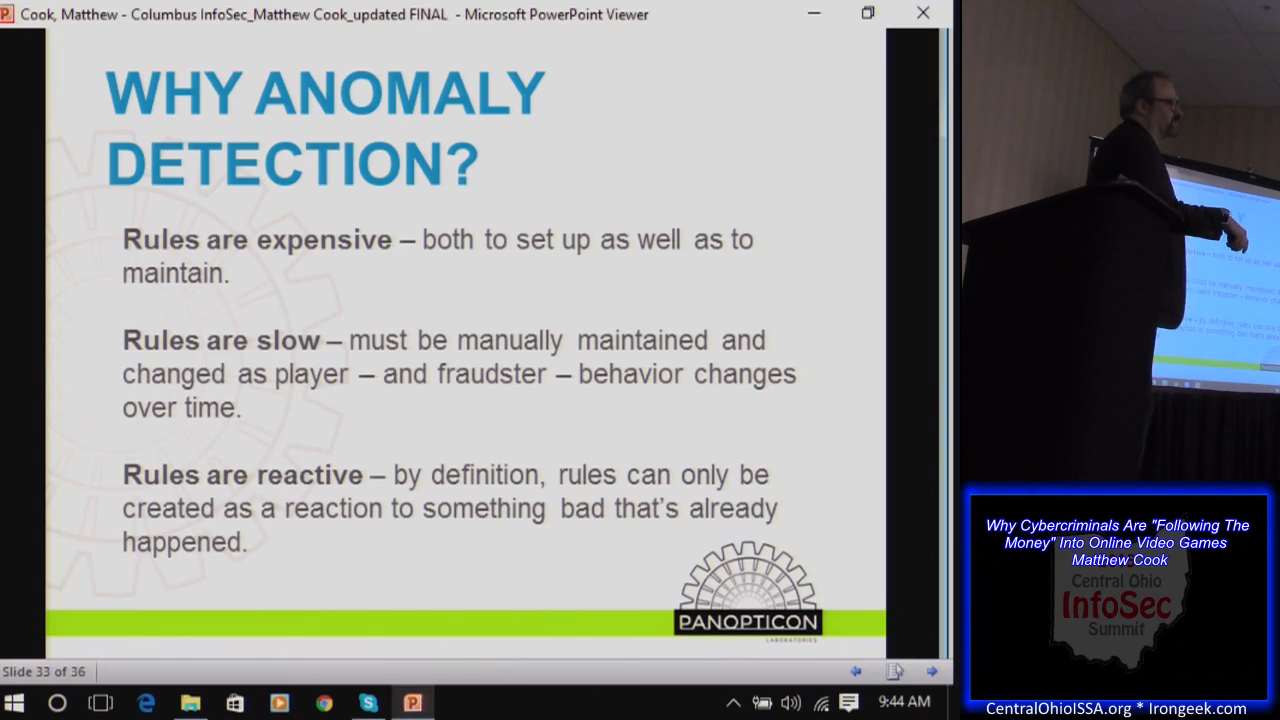 Cook, Matthew - Columbus InfoSec_Matthew Cook_updated FINAL - Microsoft PowerPoint Viewer
WHY ANOMALY
DETECTION?
Rules are expensive – both to set up as well as to
maintain.
Rules are slow – must be manually maintained and
changed as player – and fraudster – behavior changes
over time.
Rules are reactive – by definition, rules can only be
created as a reaction to something bad that's already
happened.
PANOPTICON
LABORATORIES
Slide 33 of 36
9:44 AM
Why Cybercriminals Are "Following The
Money" Into Online Video Games
Matthew Cook
Central Ohio
InfoSec
Summit
CentralOhioISSA.org * Irongeek.com